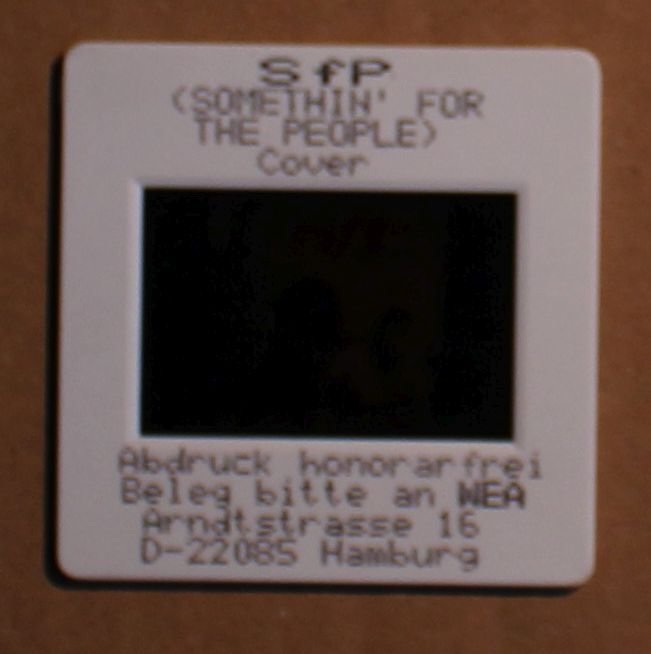 SfP
(SOMETHIN' FOR
THE PEOPLE)
Cover
Abdruck honorarfrei
Beleg bitte an WEA
Arndtstrasse 16
D-22085 Hamburg